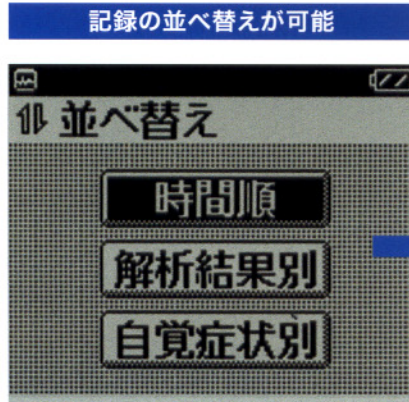 記録の並べ替えが可能
並べ替え
時間順
解析結果別
自覚症状別